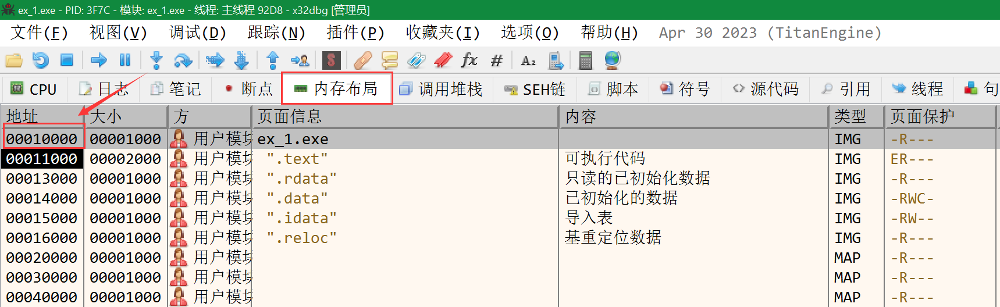 ex_1.exe - PID: 3F7C - 模块: ex_1.exe - 线程: 主线程 92D8 - x32dbg [管理员]
文件(F) 视图(V) 调试(D) 跟踪(N) 插件(P) 收藏夹(I) 选项(O) 帮助(H) Apr 30 2023 (TitanEngine)
S fx # Az
CPU 日志 笔记 断点 内存布局 调用堆栈 SEH链 脚本 符号 源代码 引用 线程 句
地址 大小 方 页面信息 内容 类型 页面保护
00010000 00001000 用户模块 ex_1.exe IMG -R---
00011000 00002000 用户模块 ".text" 可执行代码 IMG ER---
00013000 00001000 用户模块 ".rdata" 只读的已初始化数据 IMG -R---
00014000 00001000 用户模块 ".data" 已初始化的数据 IMG -RWC-
00015000 00001000 用户模块 ".idata" 导入表 IMG -RW--
00016000 00001000 用户模块 ".reloc" 基重定位数据 IMG -R---
00020000 00001000 用户模块 MAP -R---
00030000 00001000 用户模块 MAP -R---
00040000 00001000 用户模块 MAP -R---